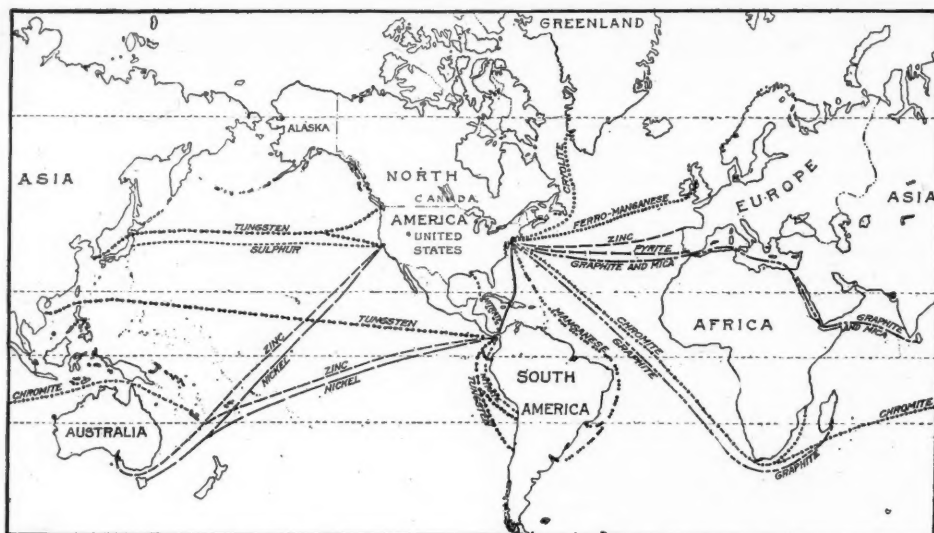 GREENLAND
ALASKA
ASIA
NORTH
CANADA
AMERICA
UNITED
STATES
CRYOLITE
FERRO-MANGANESE
EUROPE
ASIA
TUNGSTEN
SULPHUR
ZINC
PYRITE
GRAPHITE AND MICA
TUNGSTEN
ZINC
NICKEL
ZINC
NICKEL
MANGANESE
CHROMITE
GRAPHITE
AFRICA
GRAPHITE
AND MICA
SOUTH
AMERICA
TUNGSTEN
CHROMITE
AUSTRALIA
CHROMITE
GRAPHITE